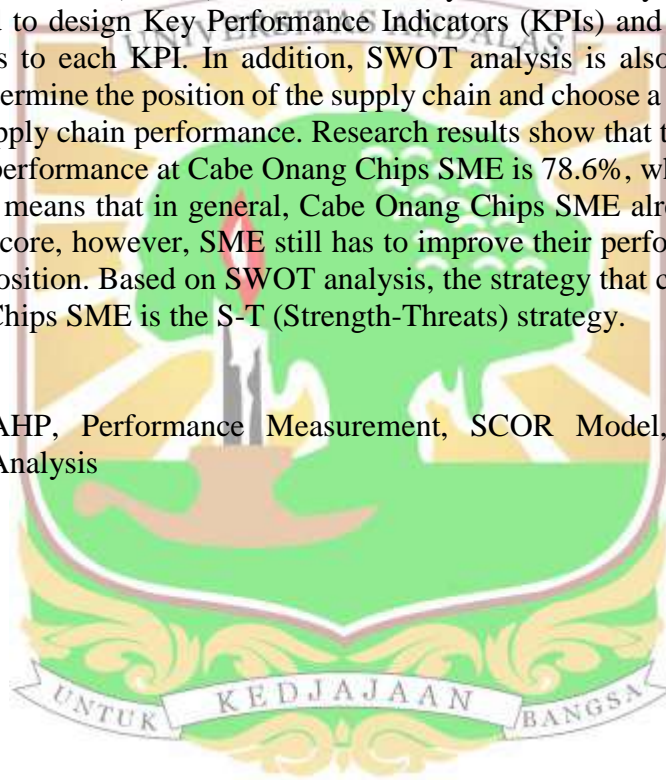 d to design Key Performance Indicators (KPIs) and
UNIVERSITAS ANDALAS
s to each KPI. In addition, SWOT analysis is also
ermine the position of the supply chain and choose a
pply chain performance. Research results show that t
performance at Cabe Onang Chips SME is 78.6%, wh
means that in general, Cabe Onang Chips SME alre
core, however, SME still has to improve their perfo
osition. Based on SWOT analysis, the strategy that c
Chips SME is the S-T (Strength-Threats) strategy.
AHP, Performance Measurement, SCOR Model,
Analysis
UNTUK KEDJAJAAN BANGSA